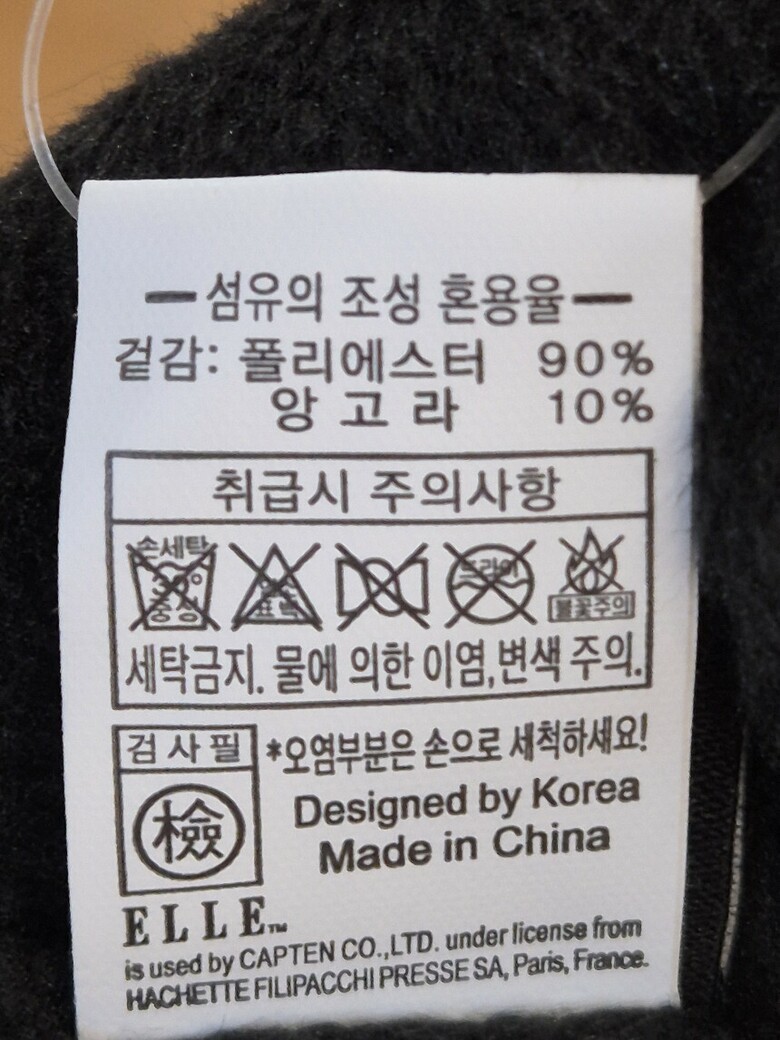 섬유의 조성 혼용율
겉감: 폴리에스터 90%
앙 고 라 10%
취급시 주의사항
손세탁
30°
중성
표백
드라이
불꽃주의
세탁금지. 물에 의한 이염,변색 주의.
검 사 필
檢
*오염부분은 손으로 세척하세요!
Designed by Korea
Made in China
ELLE™
is used by CAPTEN CO.,LTD. under license from
HACHETTE FILIPACCHI PRESSE SA, Paris, France.